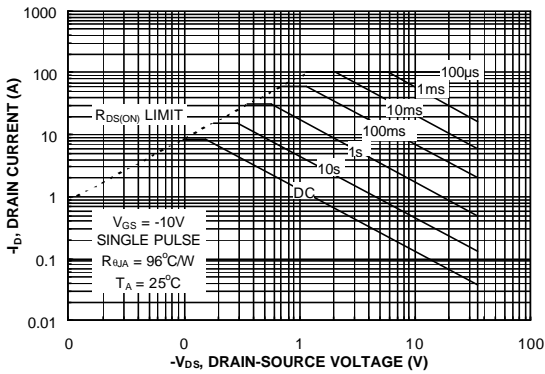 1000
100
10
1
0.1
0.01
-I_D, DRAIN CURRENT (A)
R_DS(ON) LIMIT
100µs
1ms
10ms
100ms
1s
10s
DC
V_GS = -10V
SINGLE PULSE
R_θJA = 96°C/W
T_A = 25°C
0 0 1 10 100
-V_DS, DRAIN-SOURCE VOLTAGE (V)